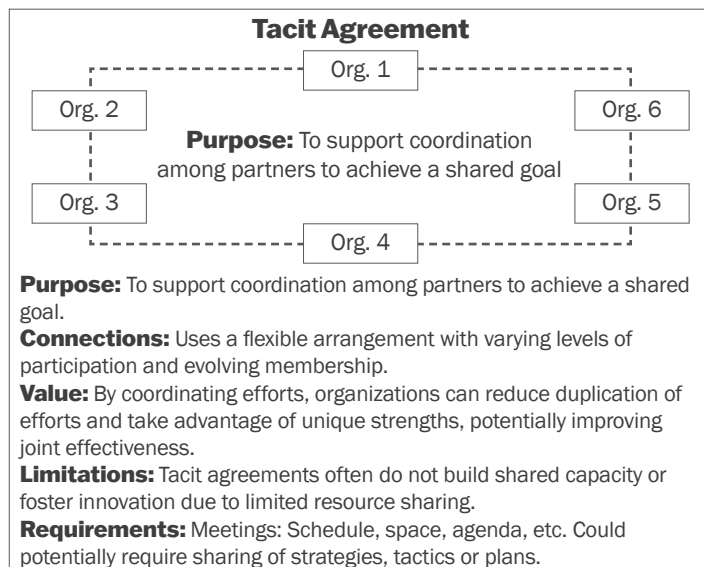 Tacit Agreement
Org. 1
Org. 2
Org. 6
Purpose: To support coordination
among partners to achieve a shared goal
Org. 3
Org. 5
Org. 4
Purpose: To support coordination among partners to achieve a shared
goal.
Connections: Uses a flexible arrangement with varying levels of
participation and evolving membership.
Value: By coordinating efforts, organizations can reduce duplication of
efforts and take advantage of unique strengths, potentially improving
joint effectiveness.
Limitations: Tacit agreements often do not build shared capacity or
foster innovation due to limited resource sharing.
Requirements: Meetings: Schedule, space, agenda, etc. Could
potentially require sharing of strategies, tactics or plans.